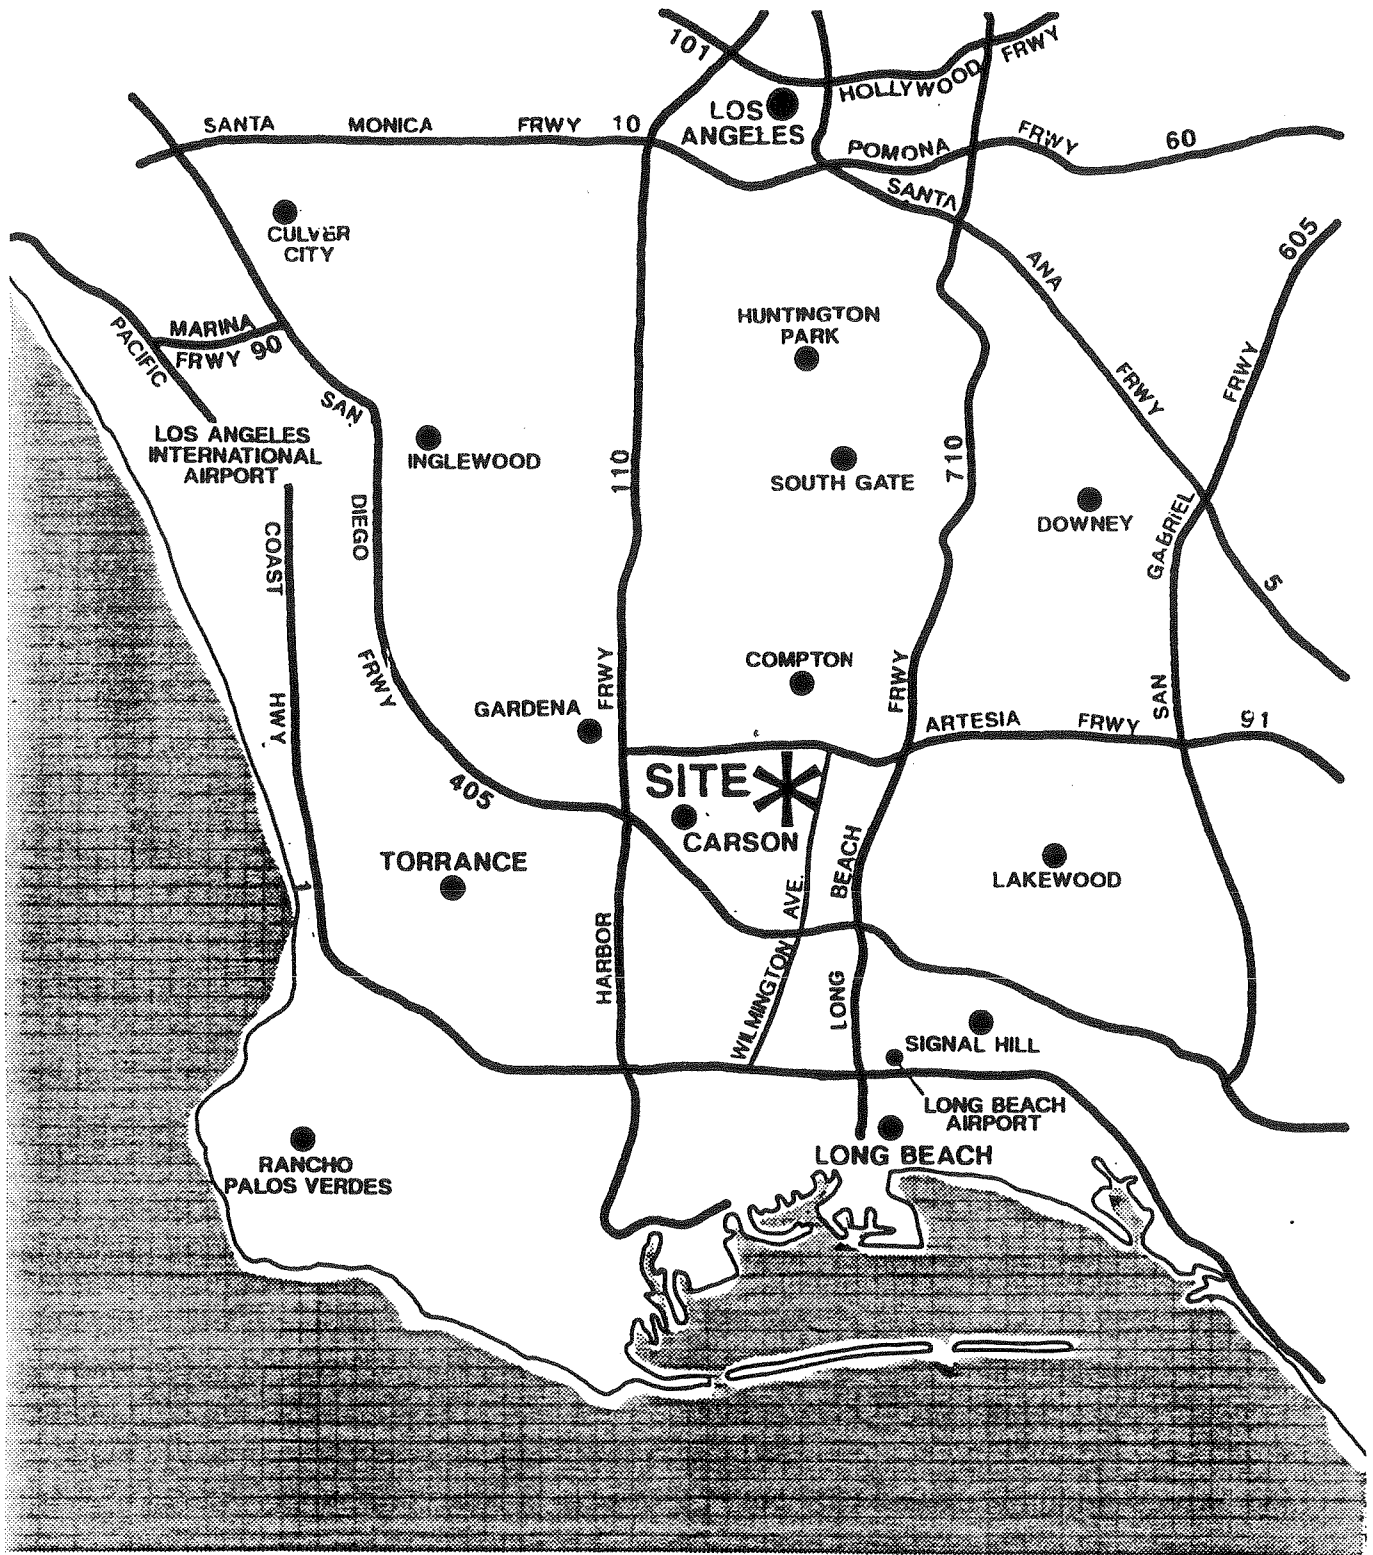 101
HOLLYWOOD FRWY
LOS
ANGELES
SANTA MONICA FRWY 10
POMONA FRWY 60
SANTA ANA FRWY 5
CULVER
CITY
605
SAN GABRIEL FRWY
HUNTINGTON
PARK
MARINA
FRWY 90
PACIFIC
COAST HWY 1
SAN DIEGO FRWY 405
LOS ANGELES
INTERNATIONAL
AIRPORT
INGLEWOOD
110
HARBOR FRWY
SOUTH GATE
710
LONG BEACH FRWY
DOWNEY
COMPTON
GARDENA
ARTESIA FRWY 91
SITE
CARSON
TORRANCE
WILMINGTON AVE.
LAKEWOOD
SIGNAL HILL
LONG BEACH
AIRPORT
LONG BEACH
RANCHO
PALOS VERDES